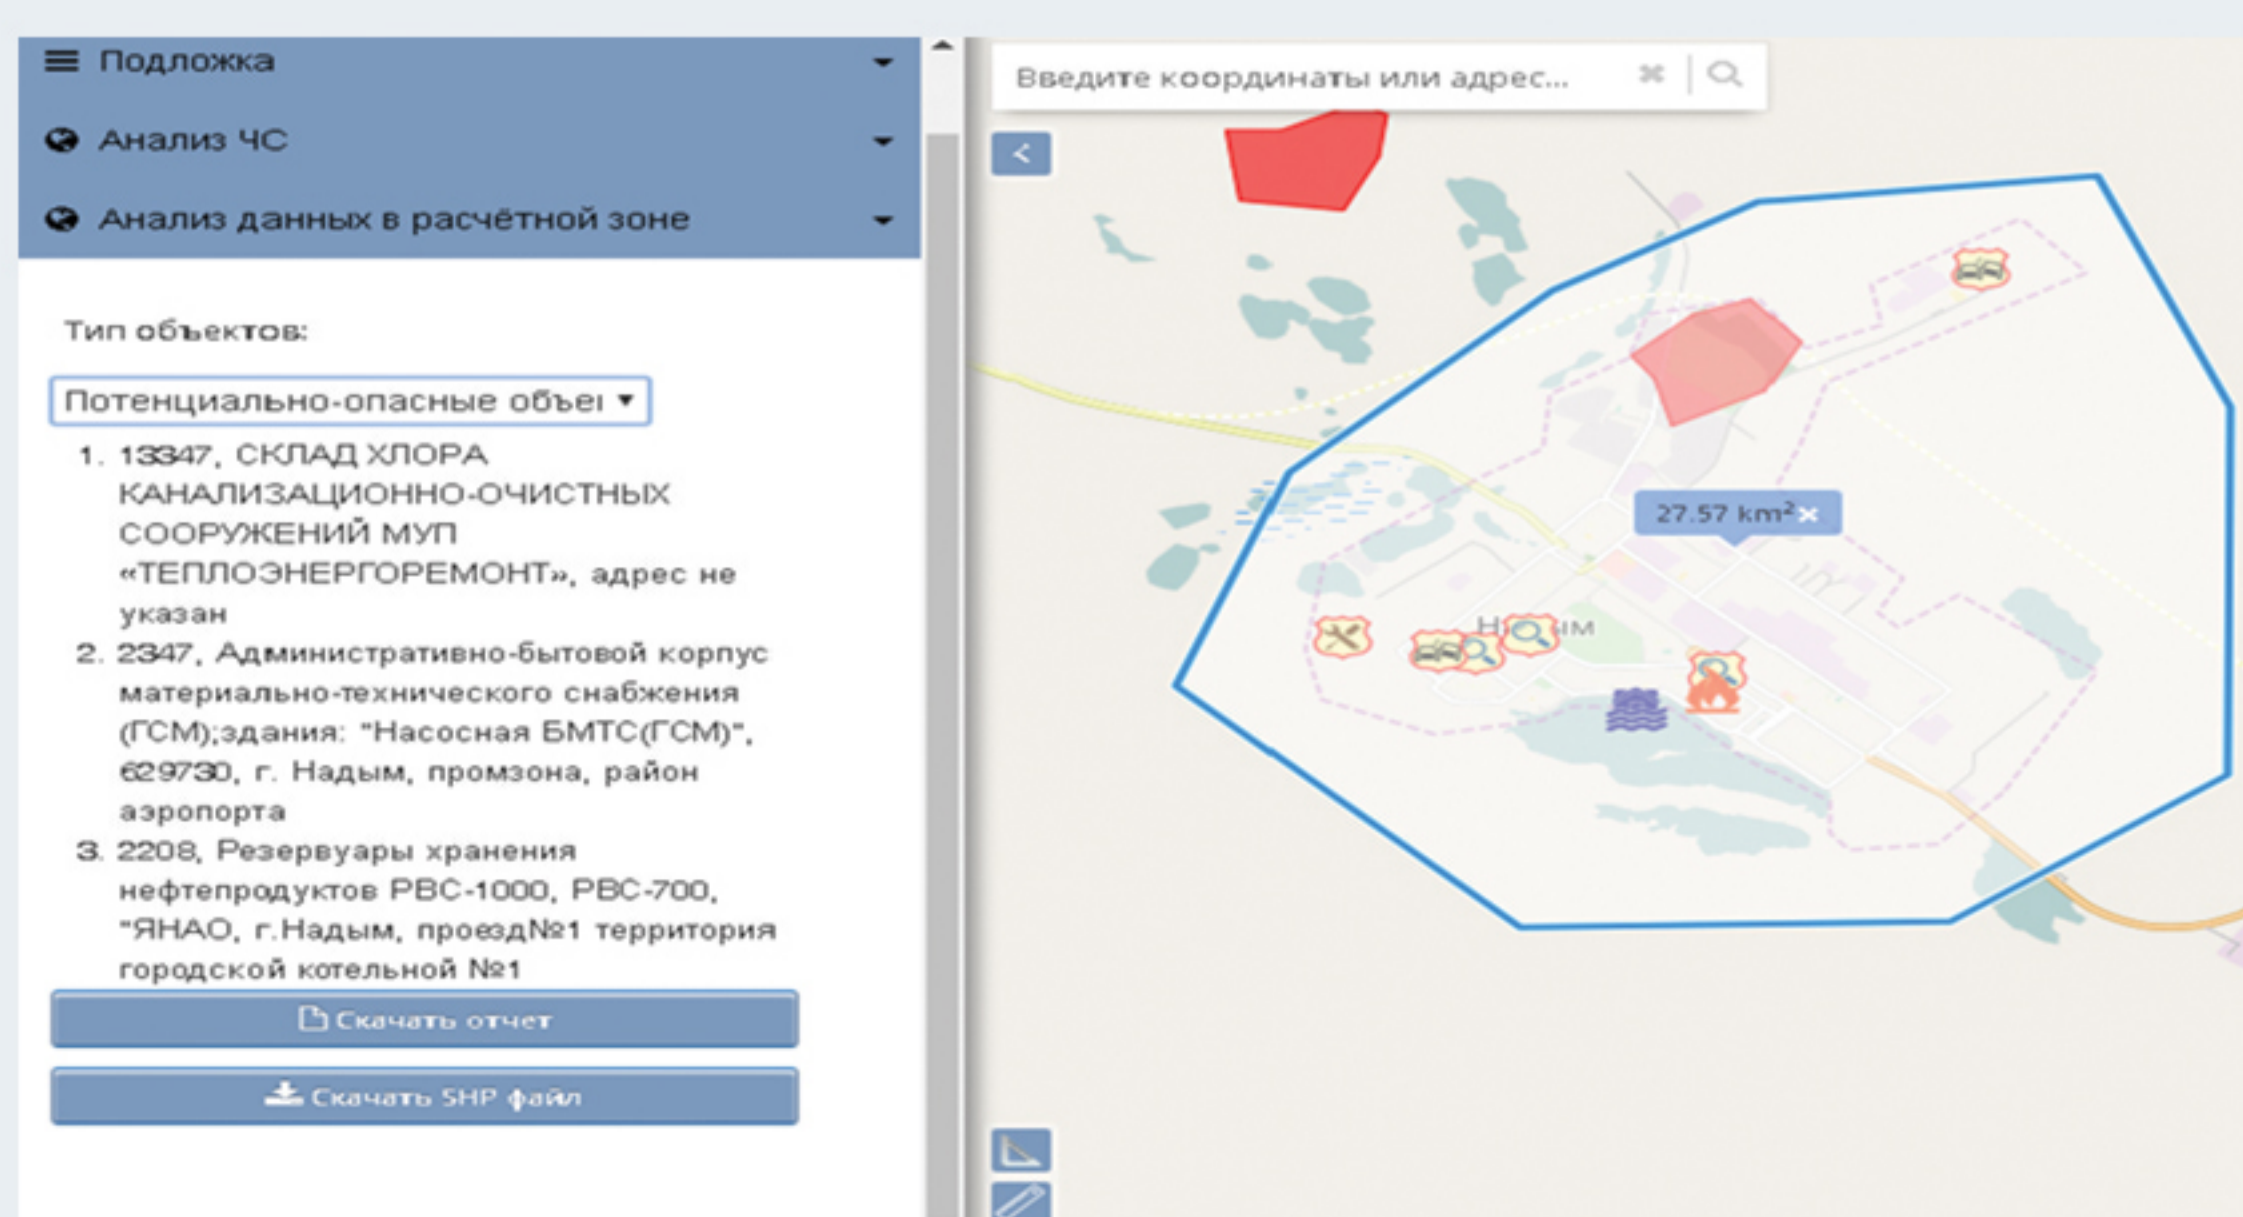 Подложка
Анализ ЧС
Анализ данных в расчётной зоне
Тип объектов:
Потенциально-опасные объе
1. 13347, СКЛАД ХЛОРА
КАНАЛИЗАЦИОННО-ОЧИСТНЫХ
СООРУЖЕНИЙ МУП
«ТЕПЛОЭНЕРГОРЕМОНТ», адрес не
указан
2. 2347, Административно-бытовой корпус
материально-технического снабжения
(ГСМ);здания: "Насосная БМТС(ГСМ)",
629730, г. Надым, промзона, район
аэропорта
3. 2208, Резервуары хранения
нефтепродуктов РВС-1000, РВС-700,
"ЯНАО, г.Надым, проезд№1 территория
городской котельной №1
Скачать отчет
Скачать SHP файл
Введите координаты или адрес...
27.57 km²